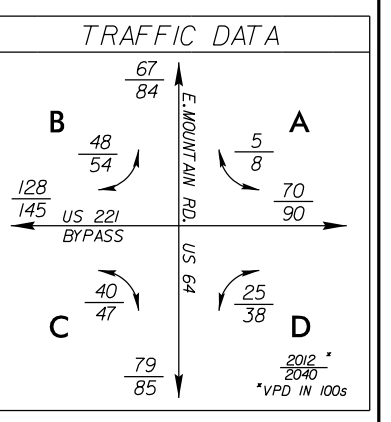 TRAFFIC DATA
67
84
B
A
48
54
5
8
E. MOUNTAIN RD.
128
145
70
90
US 221
BYPASS
US 64
40
47
25
38
C
D
79
85
2012 *
2040
*VPD IN 100s